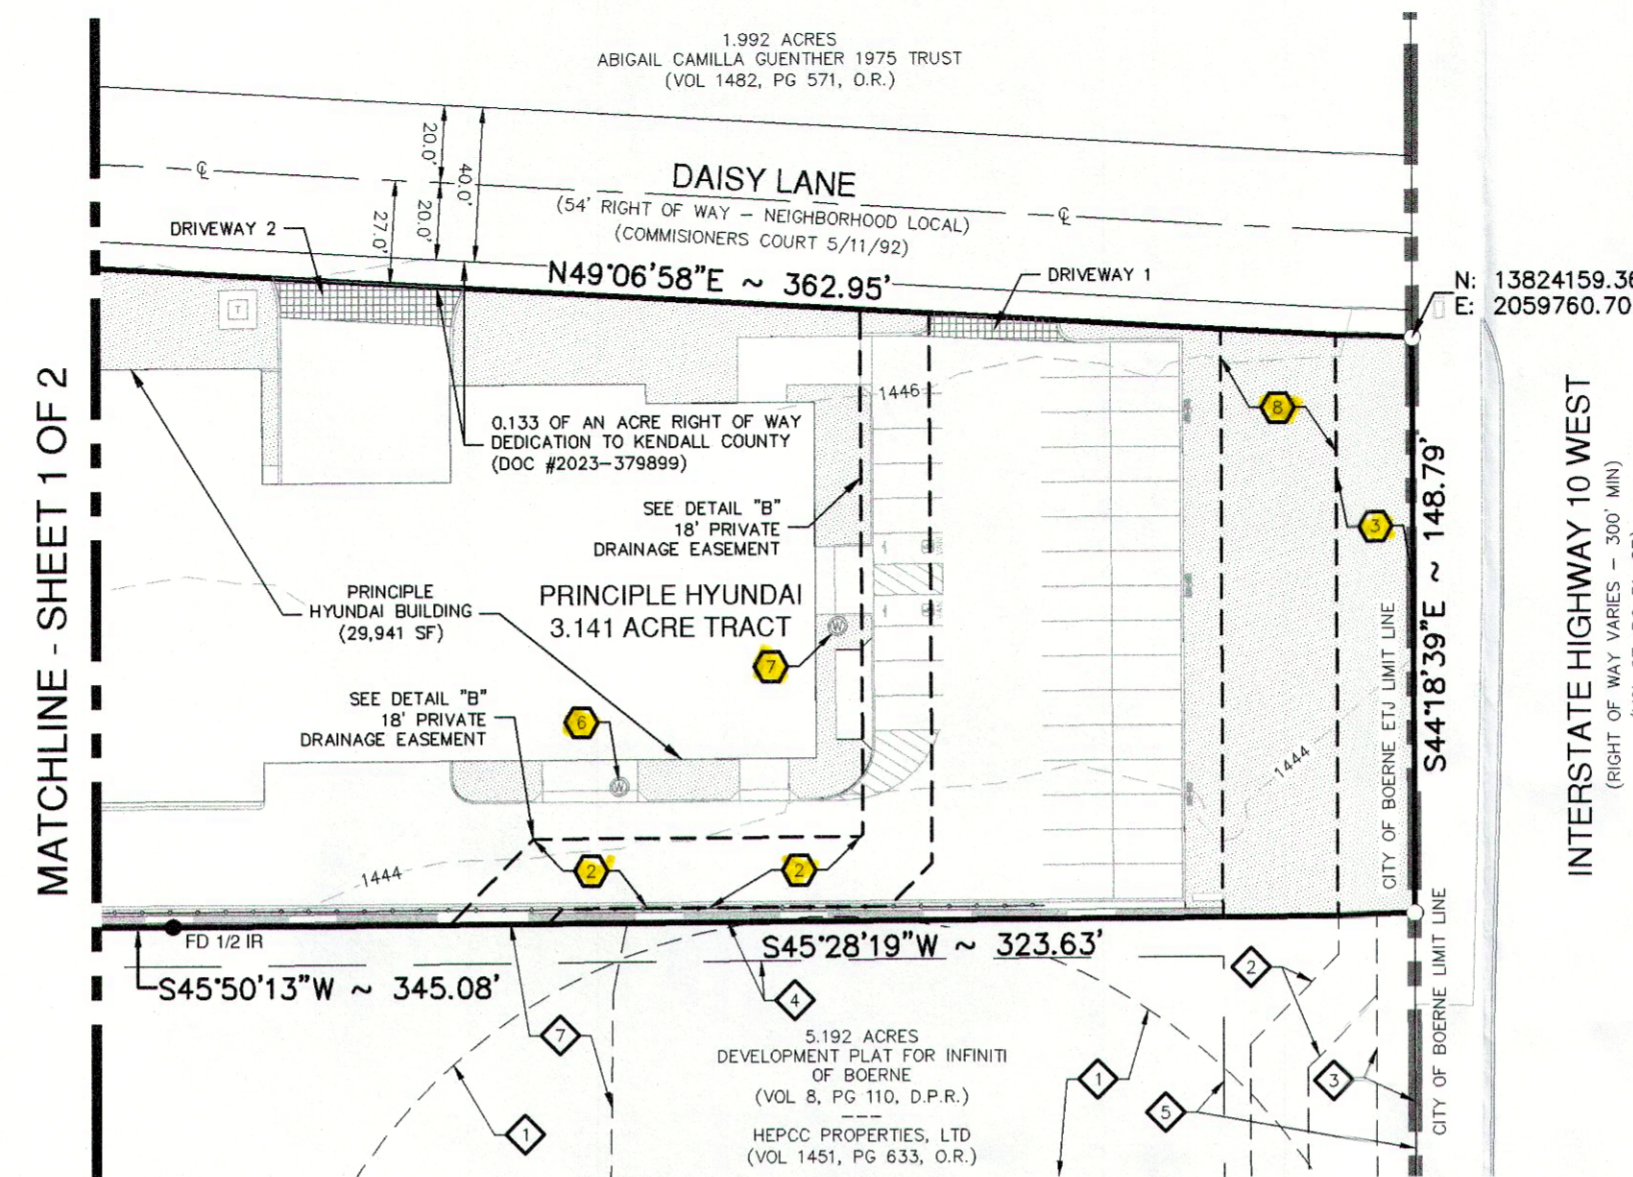 1.992 ACRES
ABIGAIL CAMILLA GUENTHER 1975 TRUST
(VOL 1482, PG 571, O.R.)
20.0'
40.0'
27.0'
20.0'
℄
DAISY LANE
℄
(54' RIGHT OF WAY – NEIGHBORHOOD LOCAL)
(COMMISIONERS COURT 5/11/92)
DRIVEWAY 2
N49°06'58"E ~ 362.95'
DRIVEWAY 1
N: 13824159.36
E: 2059760.70
T
1446
8
0.133 OF AN ACRE RIGHT OF WAY
DEDICATION TO KENDALL COUNTY
(DOC #2023–379899)
SEE DETAIL "B"
18' PRIVATE
DRAINAGE EASEMENT
3
PRINCIPLE
HYUNDAI BUILDING
(29,941 SF)
PRINCIPLE HYUNDAI
3.141 ACRE TRACT
W
7
SEE DETAIL "B"
18' PRIVATE
DRAINAGE EASEMENT
6
W
1444
1444
2
2
MATCHLINE - SHEET 1 OF 2
CITY OF BOERNE ETJ LIMIT LINE
S44°18'39"E ~ 148.79'
INTERSTATE HIGHWAY 10 WEST
(RIGHT OF WAY VARIES – 300' MIN)
CITY OF BOERNE LIMIT LINE
FD 1/2 IR
S45°28'19"W ~ 323.63'
S45°50'13"W ~ 345.08'
2
4
7
5.192 ACRES
DEVELOPMENT PLAT FOR INFINITI
OF BOERNE
(VOL 8, PG 110, D.P.R.)
HEPCC PROPERTIES, LTD
(VOL 1451, PG 633, O.R.)
1
1
3
5